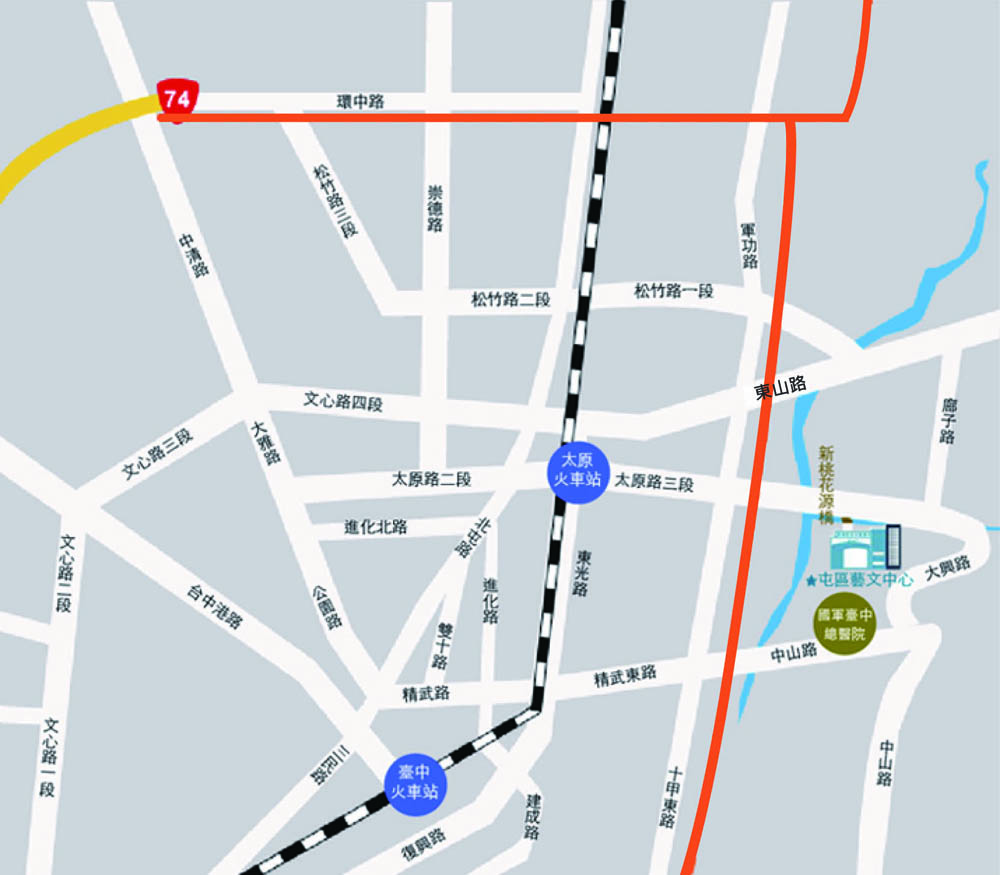 74
環中路
松竹路三段
崇德路
中清路
軍功路
松竹路二段
松竹路一段
東山路
文心路四段
廍子路
文心路三段
大雅路
新桃花源橋
太原
火車站
太原路二段
太原路三段
進化北路
北屯路
文心路二段
東光路
進化路
大興路
★屯區藝文中心
台中港路
公園路
國軍臺中
總醫院
雙十路
中山路
精武東路
精武路
文心路一段
三民路
臺中
火車站
中山路
十甲東路
建成路
復興路